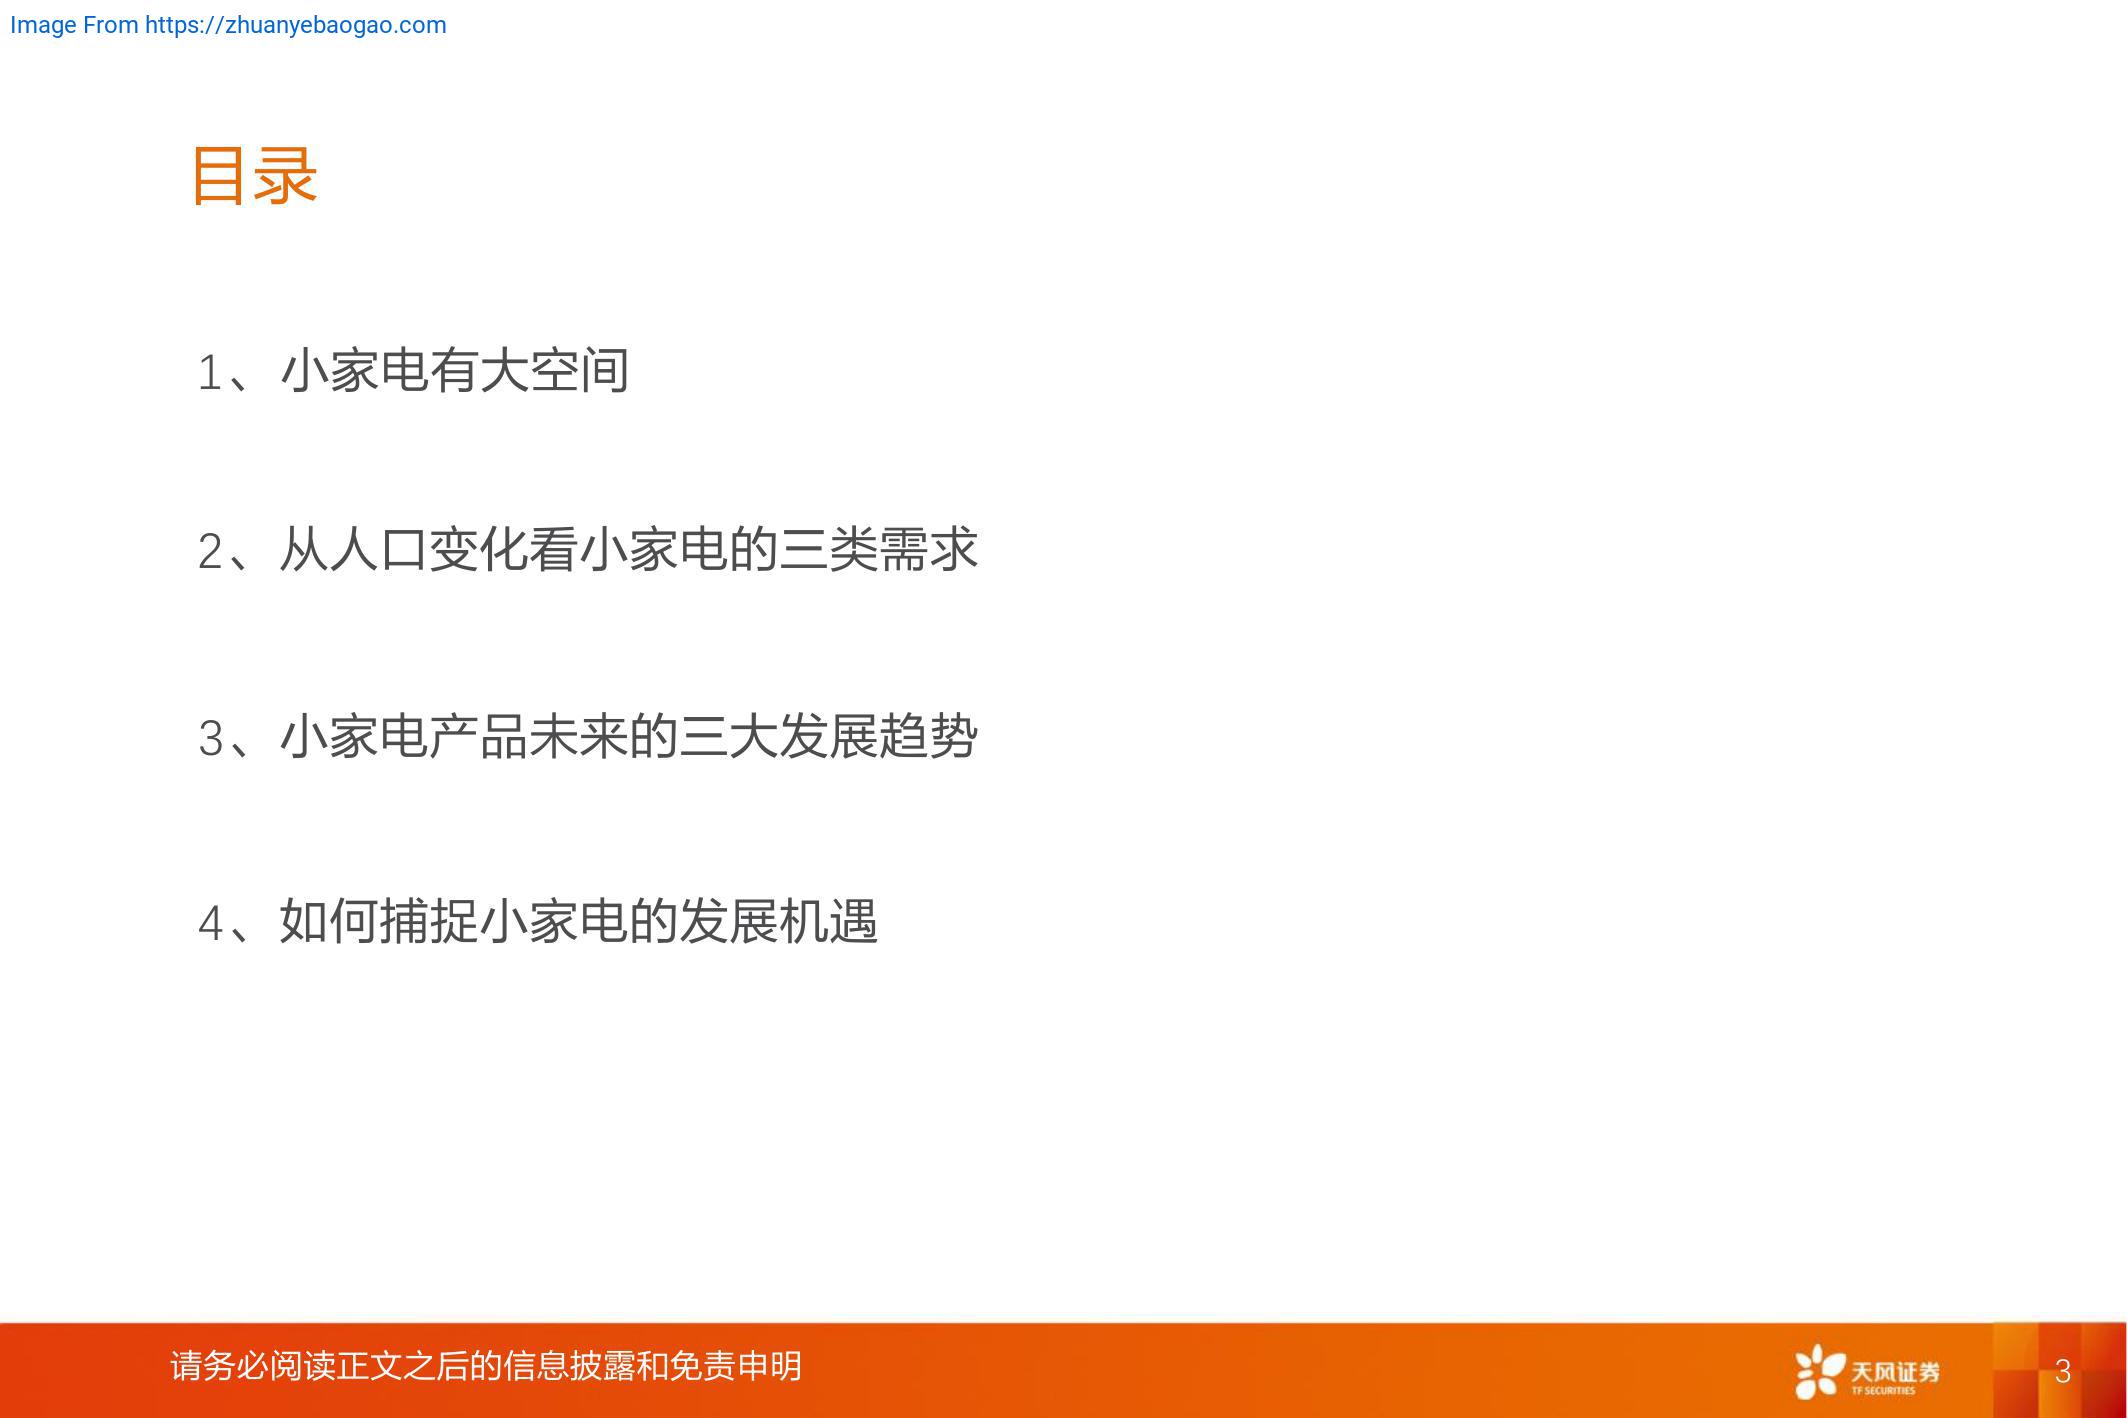 Image From https://zhuanyebaogao.com
目录
1、小家电有大空间
2、从人口变化看小家电的三类需求
3、小家电产品未来的三大发展趋势
4、如何捕捉小家电的发展机遇
请务必阅读正文之后的信息披露和免责申明
天风证券
TF SECURITIES
3